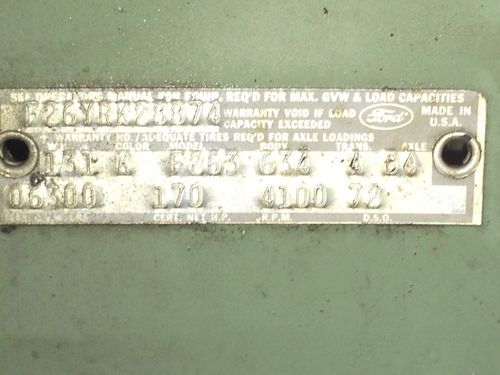 SEE OPERATORS MANUAL FOR EQUIP. REQ'D FOR MAX. GVW & LOAD CAPACITIES
F26YRK28874 WARRANTY VOID IF LOAD CAPACITY EXCEEDED Ford MADE IN U.S.A.
WARRANTY NO./ADEQUATE TIRES REQ'D FOR AXLE LOADINGS
W.B. COLOR MODEL BODY TRANS. AXLE
131 K F263 634 A
06300 170 4100 72
CERT. NET H.P. R.P.M. D.S.O.